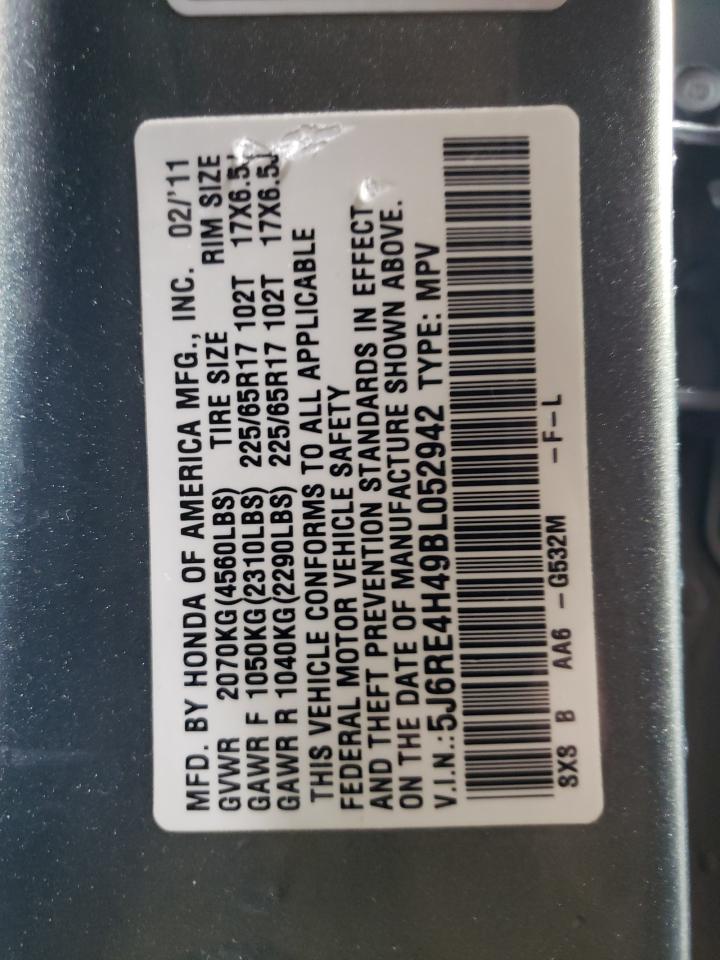 MFD. BY HONDA OF AMERICA MFG., INC. 02/'11
GVWR 2070KG(4560LBS) TIRE SIZE RIM SIZE
GAWR F 1050KG(2310LBS) 225/65R17 102T 17X6.5J
GAWR R 1040KG(2290LBS) 225/65R17 102T 17X6.5J
THIS VEHICLE CONFORMS TO ALL APPLICABLE
FEDERAL MOTOR VEHICLE SAFETY
AND THEFT PREVENTION STANDARDS IN EFFECT
ON THE DATE OF MANUFACTURE SHOWN ABOVE.
V.I.N.:5J6RE4H49BL052942 TYPE: MPV
SXS B AA6 -G532M -F-L